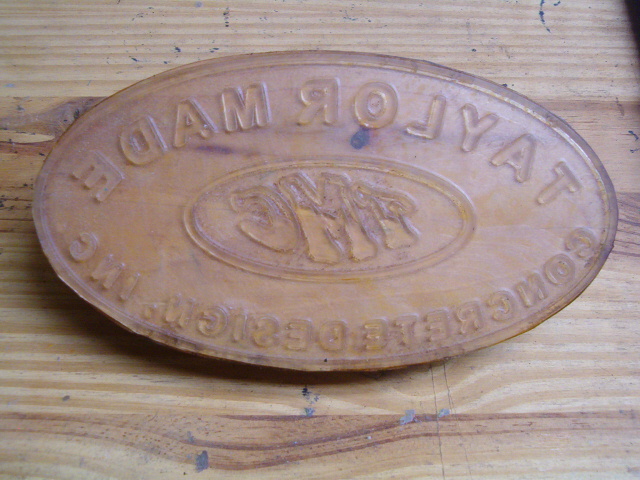 TAYLOR MADE
TMC
CONCRETE DESIGN, INC.